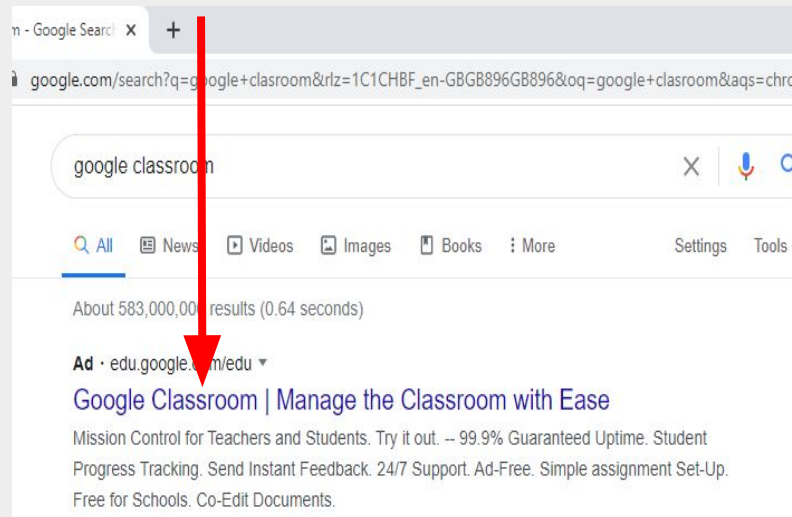 m - Google Search
google.com/search?q=google+clasroom&rlz=1C1CHBF_en-GBGB896GB896&oq=google+clasroom&aqs=chro
google classroom
All News Videos Images Books More Settings Tools
About 583,000,000 results (0.64 seconds)
Ad · edu.google.com/edu
Google Classroom | Manage the Classroom with Ease
Mission Control for Teachers and Students. Try it out. -- 99.9% Guaranteed Uptime. Student
Progress Tracking. Send Instant Feedback. 24/7 Support. Ad-Free. Simple assignment Set-Up.
Free for Schools. Co-Edit Documents.